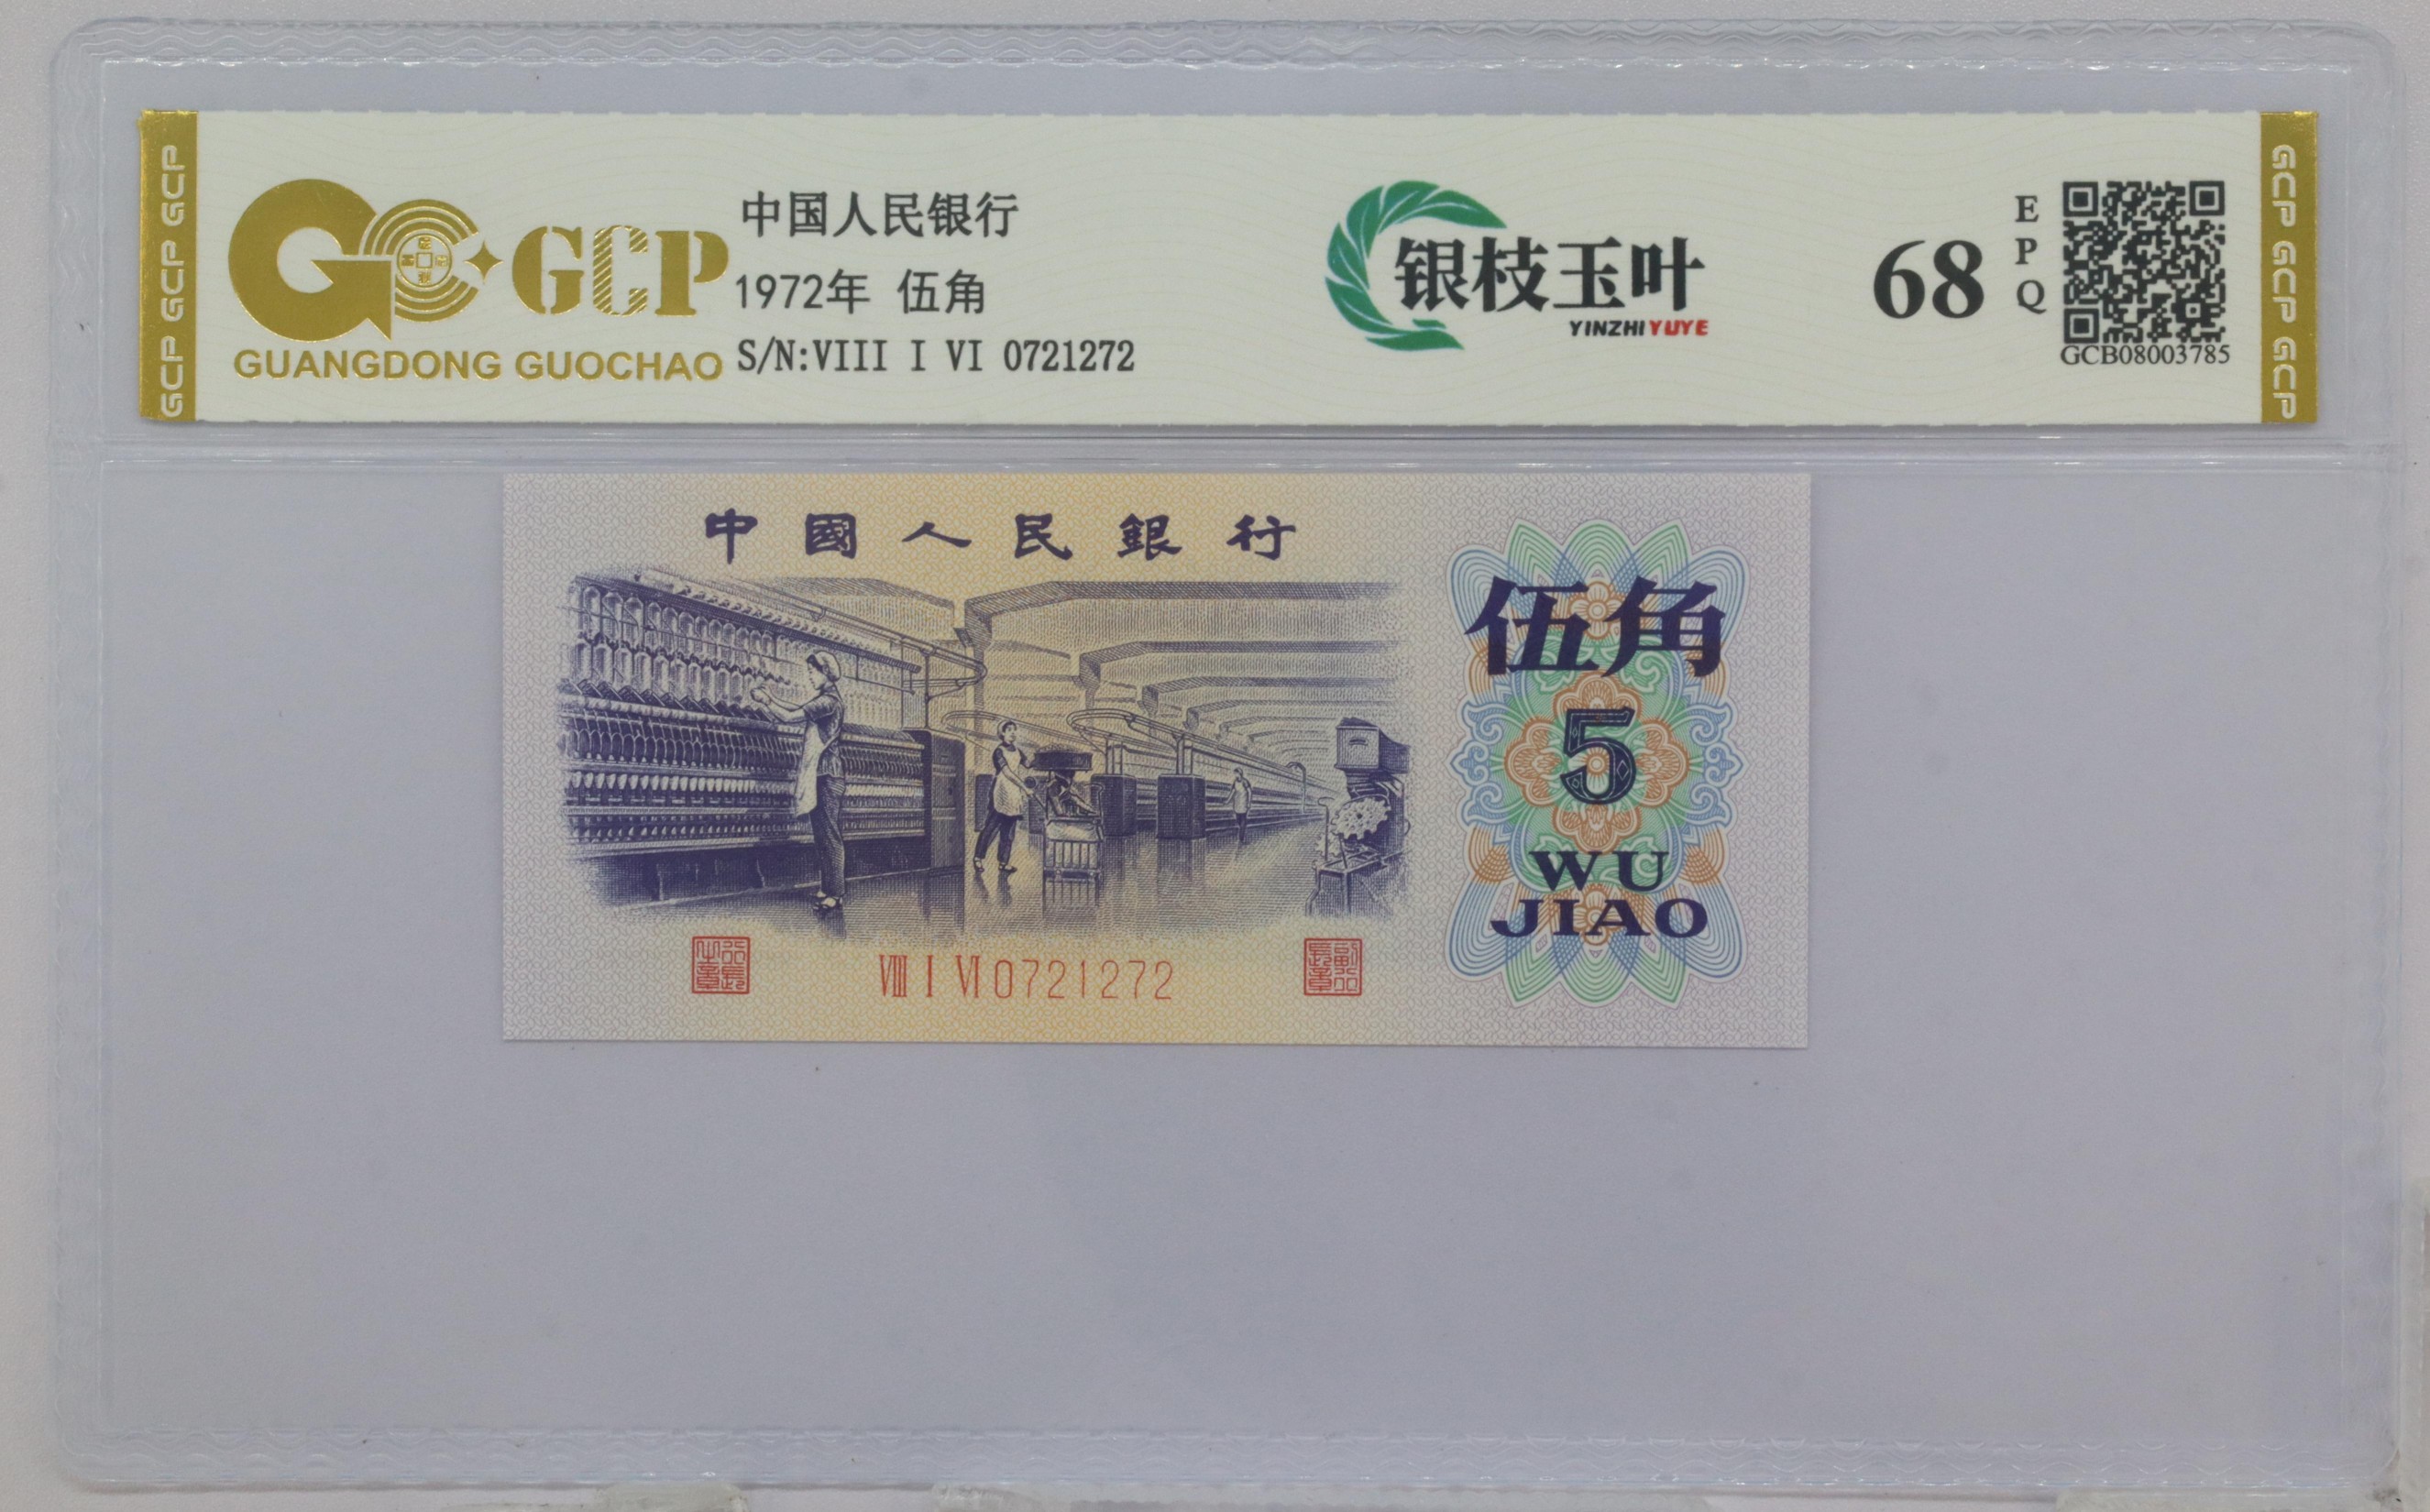 GCP GCP GCP
GCP
GUANGDONG GUOCHAO
中国人民银行
1972年 伍角
S/N:VIII I VI 0721272
银枝玉叶
YINZHIYUYE
68
EPQ
GCB08003785
GCP GCP GCP
中國人民銀行
伍角
5
WU
JIAO
VIII I VI 0721272